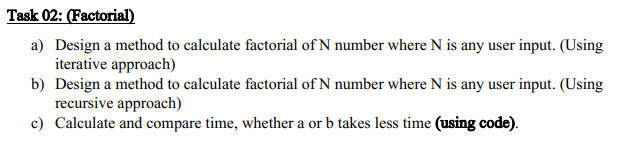 Task 02: (Factorial)
a) Design a method to calculate factorial of N number where N is any user input. (Using
iterative approach)
b) Design a method to calculate factorial of N number where N is any user input. (Using
recursive approach)
c) Calculate and compare time, whether a or b takes less time (using code).